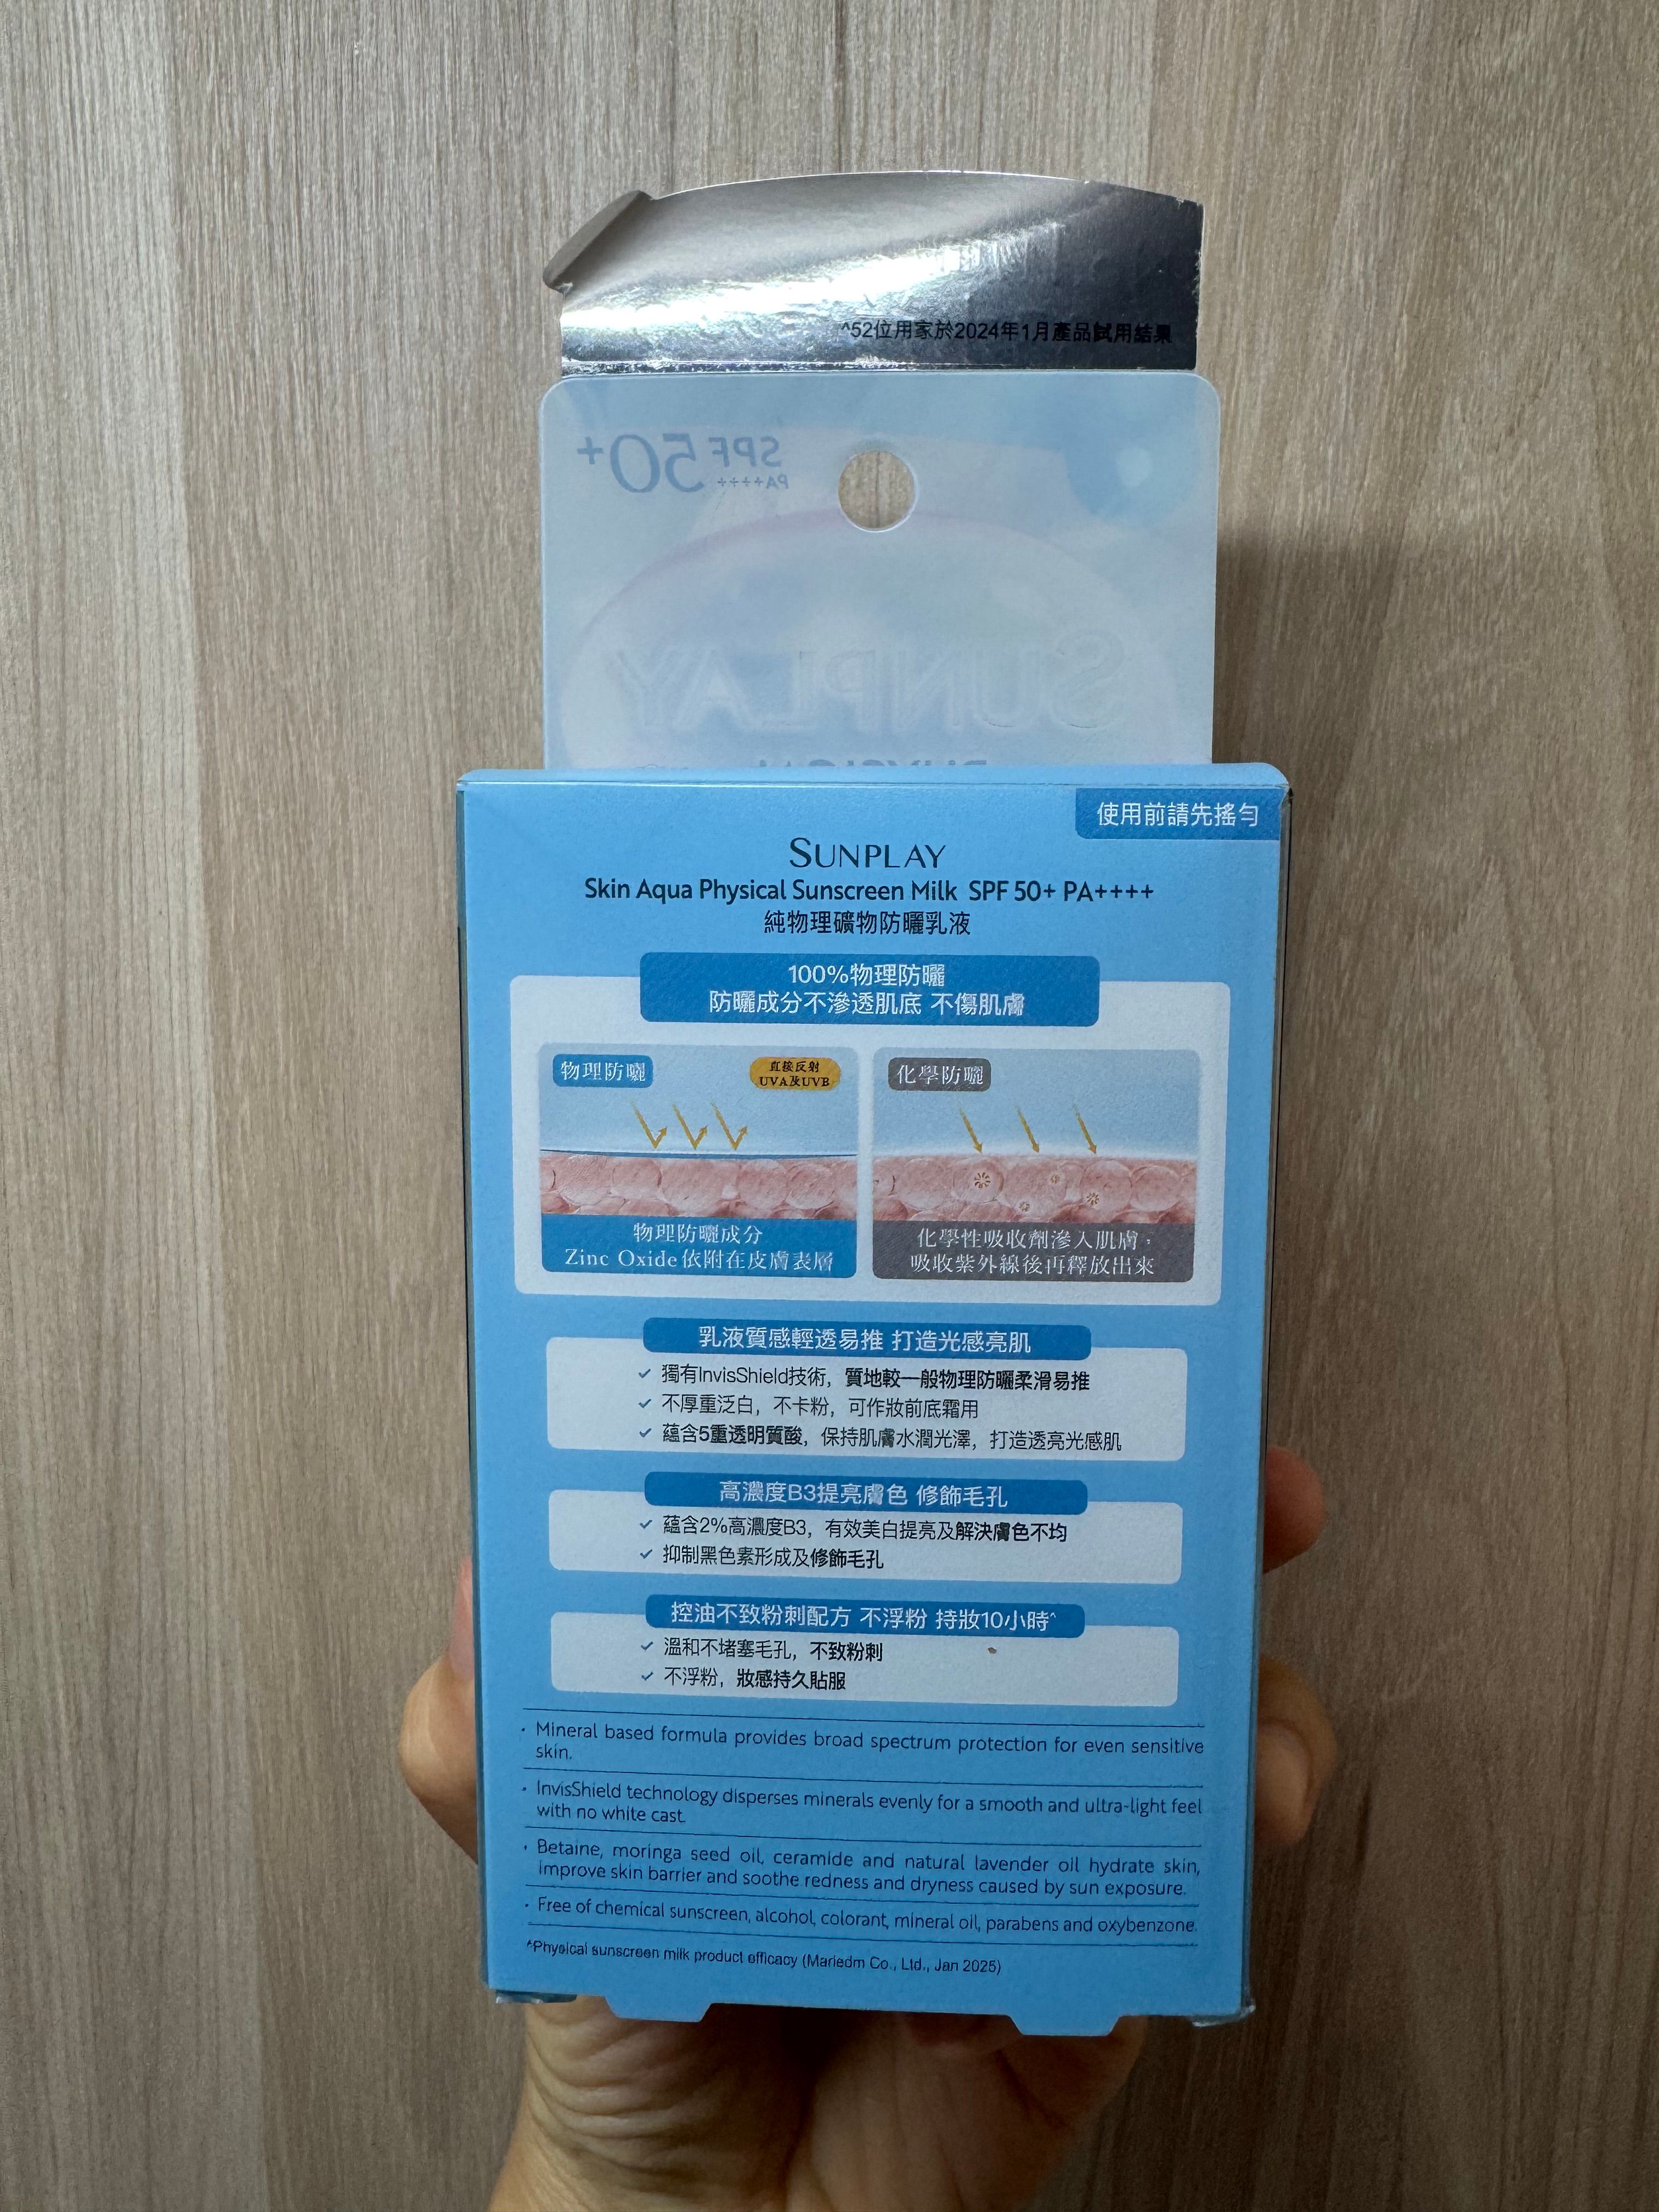 ^52位用家於2024年1月產品試用結果
SPF 50+
PA++++
SUNPLAY
使用前請先搖勻
SUNPLAY
Skin Aqua Physical Sunscreen Milk SPF 50+ PA++++
純物理礦物防曬乳液
100%物理防曬
防曬成分不滲透肌底 不傷肌膚
物理防曬
直接反射
UVA及UVB
物理防曬成分
Zinc Oxide依附在皮膚表層
化學防曬
化學性吸收劑滲入肌膚，
吸收紫外線後再釋放出來
乳液質感輕透易推 打造光感亮肌
✓ 獨有InvisShield技術，質地較一般物理防曬柔滑易推
✓ 不厚重泛白，不卡粉，可作妝前底霜用
✓ 蘊含5重透明質酸，保持肌膚水潤光澤，打造透亮光感肌
高濃度B3提亮膚色 修飾毛孔
✓ 蘊含2%高濃度B3，有效美白提亮及解決膚色不均
✓ 抑制黑色素形成及修飾毛孔
控油不致粉刺配方 不浮粉 持妝10小時^
✓ 溫和不堵塞毛孔，不致粉刺
✓ 不浮粉，妝感持久貼服
• Mineral based formula provides broad spectrum protection for even sensitive
skin.
• InvisShield technology disperses minerals evenly for a smooth and ultra-light feel
with no white cast.
• Betaine, moringa seed oil, ceramide and natural lavender oil hydrate skin,
improve skin barrier and soothe redness and dryness caused by sun exposure.
• Free of chemical sunscreen, alcohol, colorant, mineral oil, parabens and oxybenzone.
^Physical sunscreen milk product efficacy (Mariedm Co., Ltd., Jan 2025)